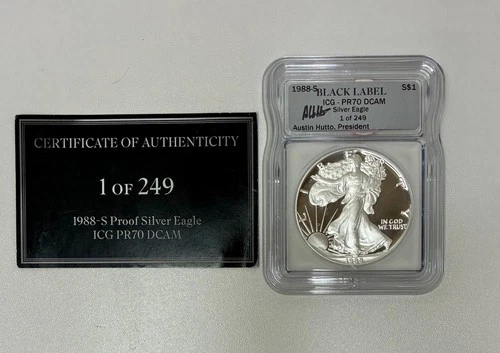 CERTIFICATE OF AUTHENTICITY
1 OF 249
1988-S Proof Silver Eagle
ICG PR70 DCAM
1988-S BLACK LABEL S$1
ICG - PR70 DCAM
Silver Eagle
1 of 249
Austin Hutto, President
L I
T Y
IN GOD
WE TRUST
1988